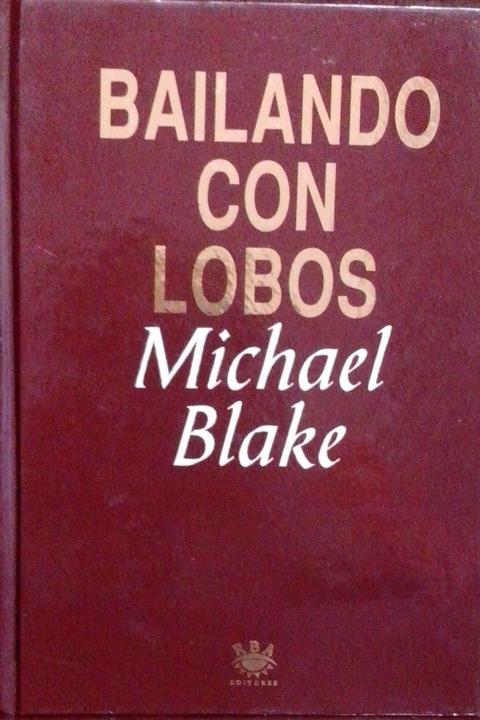 BAILANDO
CON
LOBOS
Michael
Blake
RBA
EDITORES